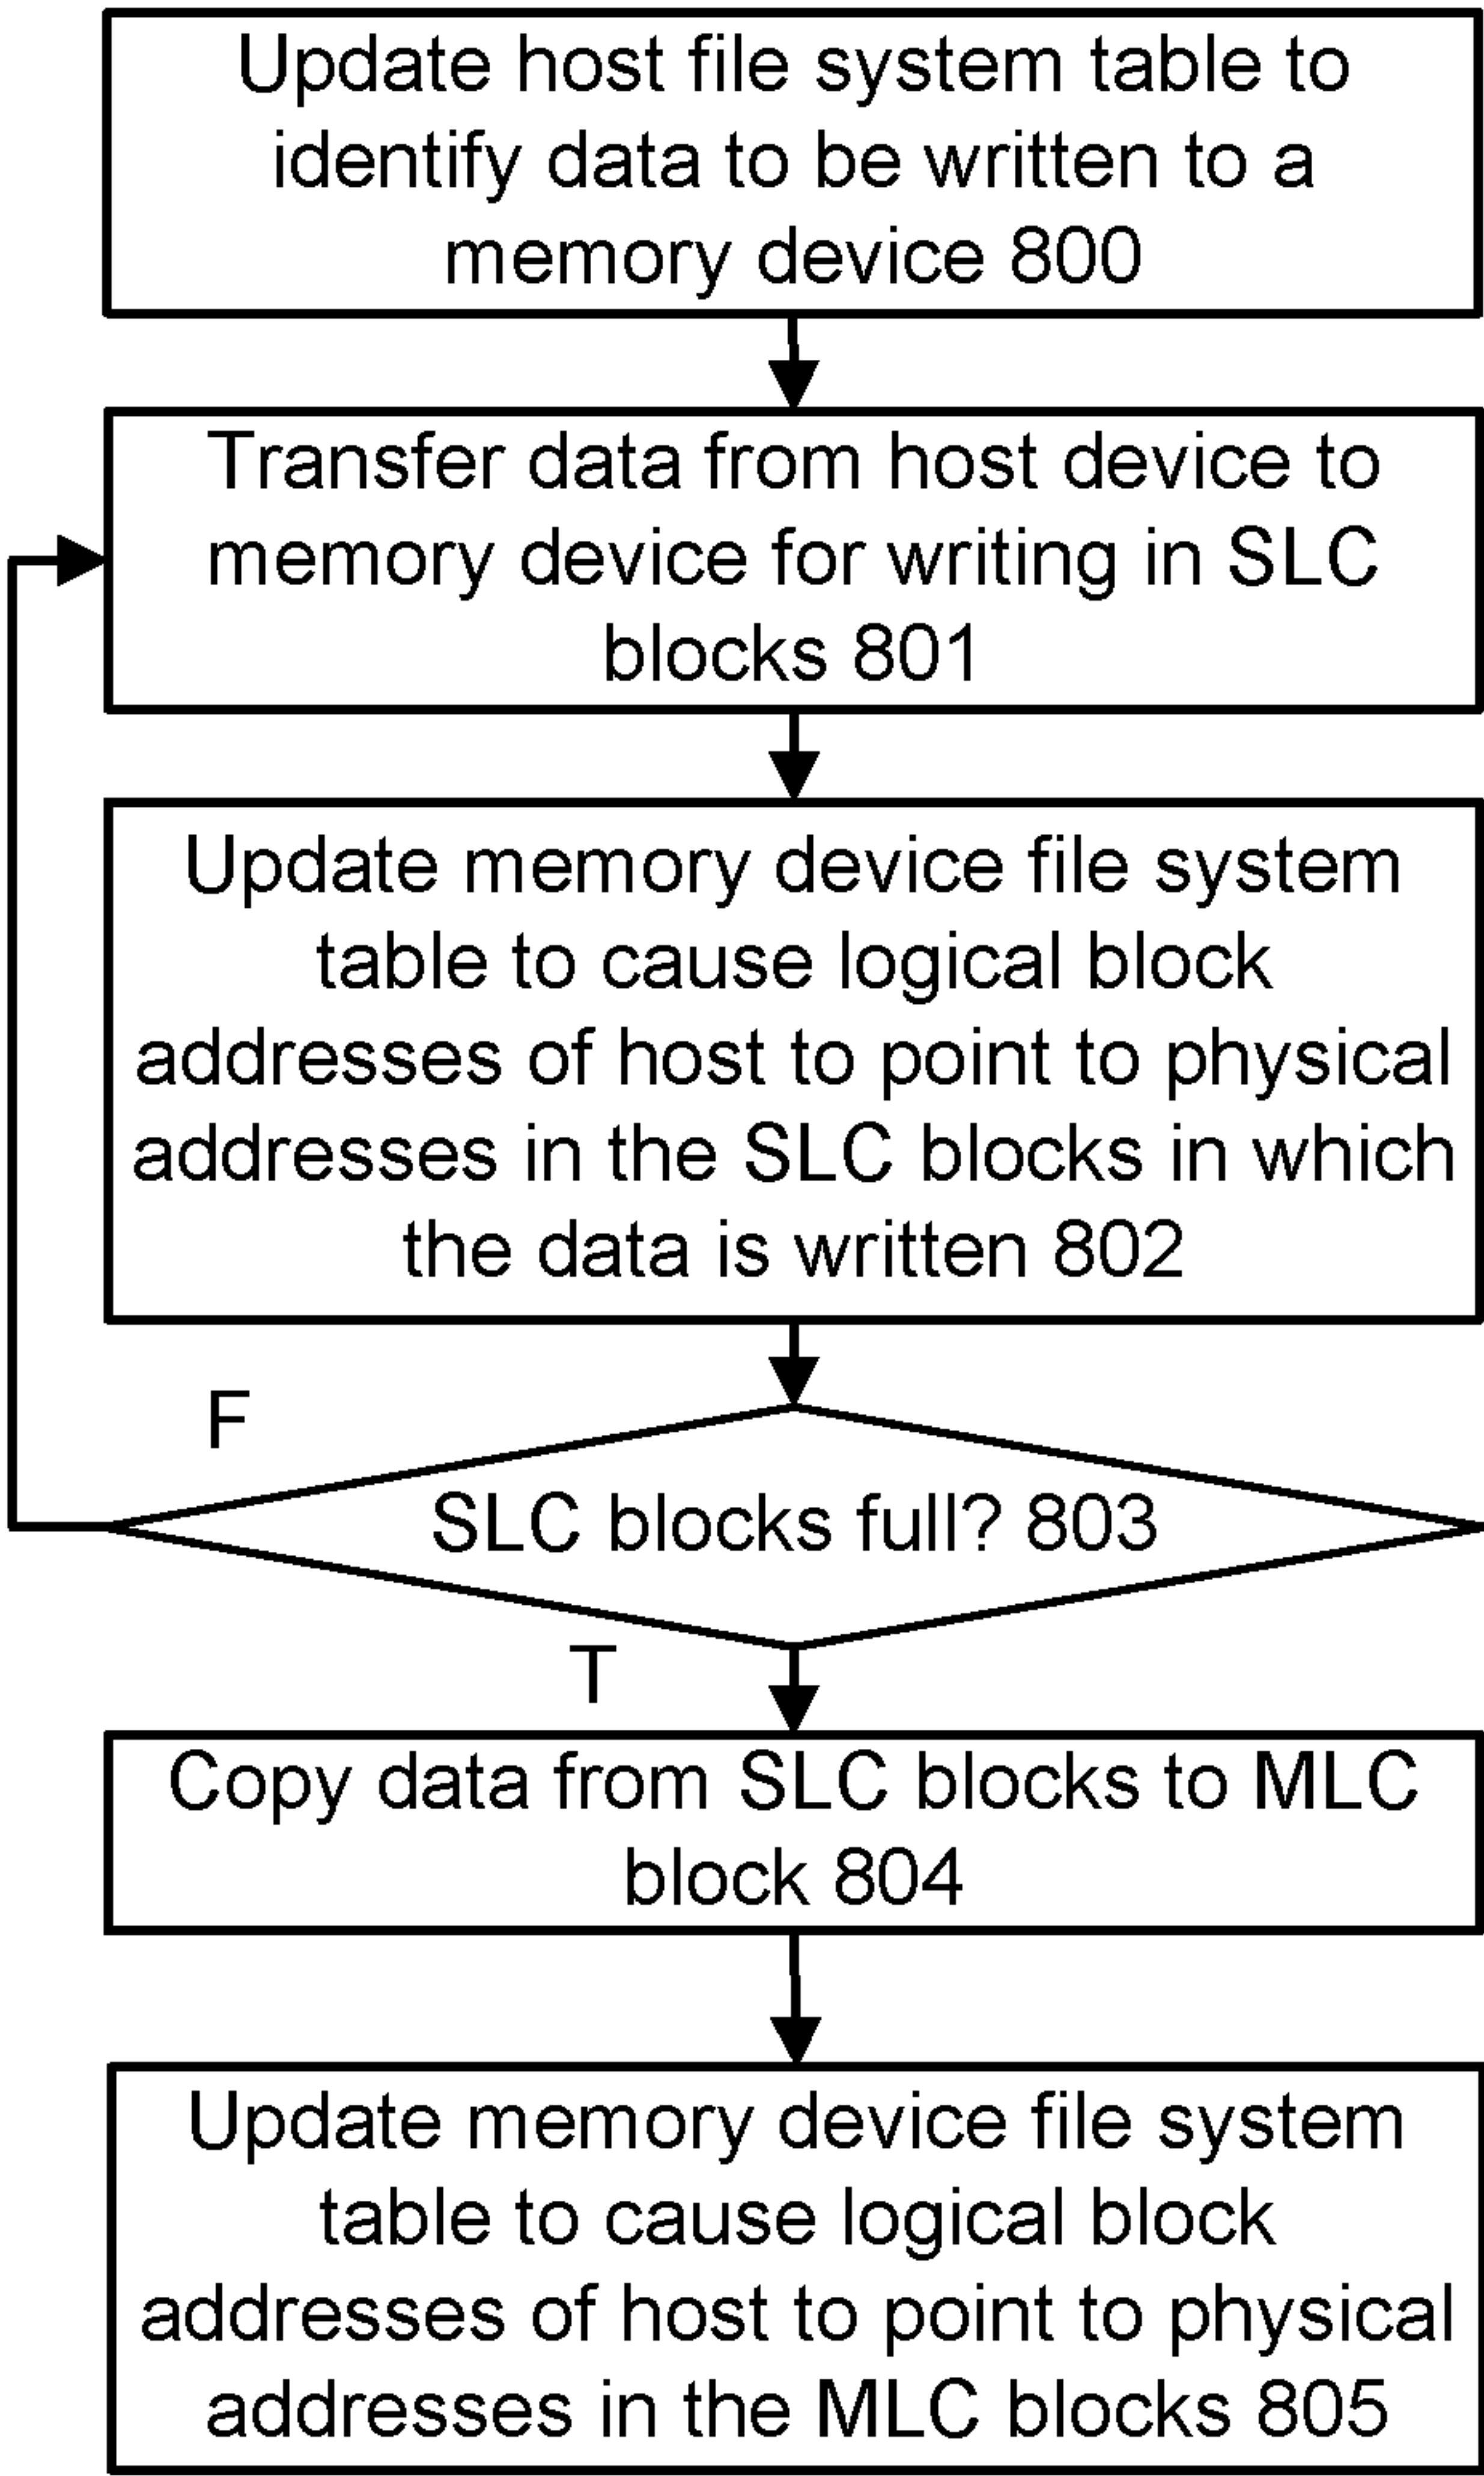 Update host file system table to
identify data to be written to a
memory device 800
Transfer data from host device to
memory device for writing in SLC
blocks 801
Update memory device file system
table to cause logical block
addresses of host to point to physical
addresses in the SLC blocks in which
the data is written 802
F
SLC blocks full? 803
T
Copy data from SLC blocks to MLC
block 804
Update memory device file system
table to cause logical block
addresses of host to point to physical
addresses in the MLC blocks 805